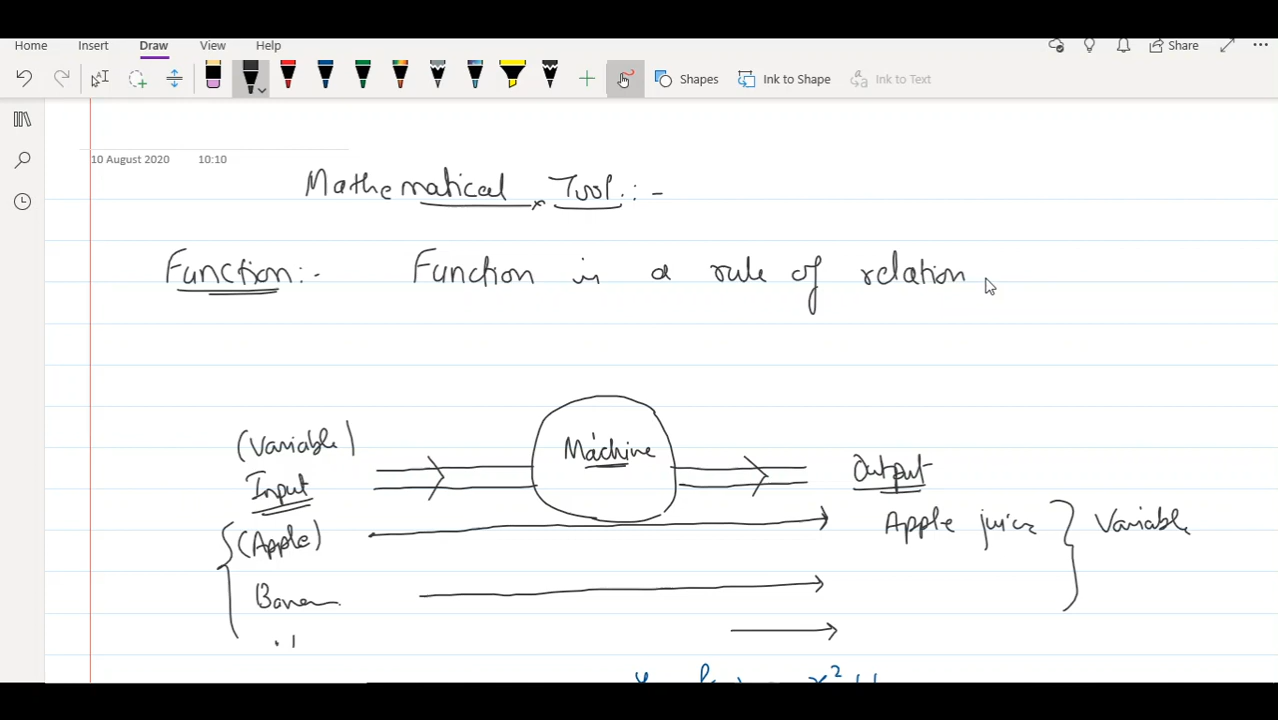 Home Insert Draw View Help
Share
Shapes Ink to Shape Ink to Text
10 August 2020 10:10
Mathematical Tool :-
Function :- Function is a rule of relation
(Variable)
Machine
Input
Output
(Apple)
Apple juice
Variable